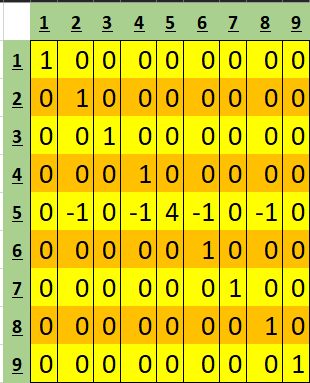 1 2 3 4 5 6 7 8 9
1 1 0 0 0 0 0 0 0 0
2 0 1 0 0 0 0 0 0 0
3 0 0 1 0 0 0 0 0 0
4 0 0 0 1 0 0 0 0 0
5 0 -1 0 -1 4 -1 0 -1 0
6 0 0 0 0 0 1 0 0 0
7 0 0 0 0 0 0 1 0 0
8 0 0 0 0 0 0 0 1 0
9 0 0 0 0 0 0 0 0 1